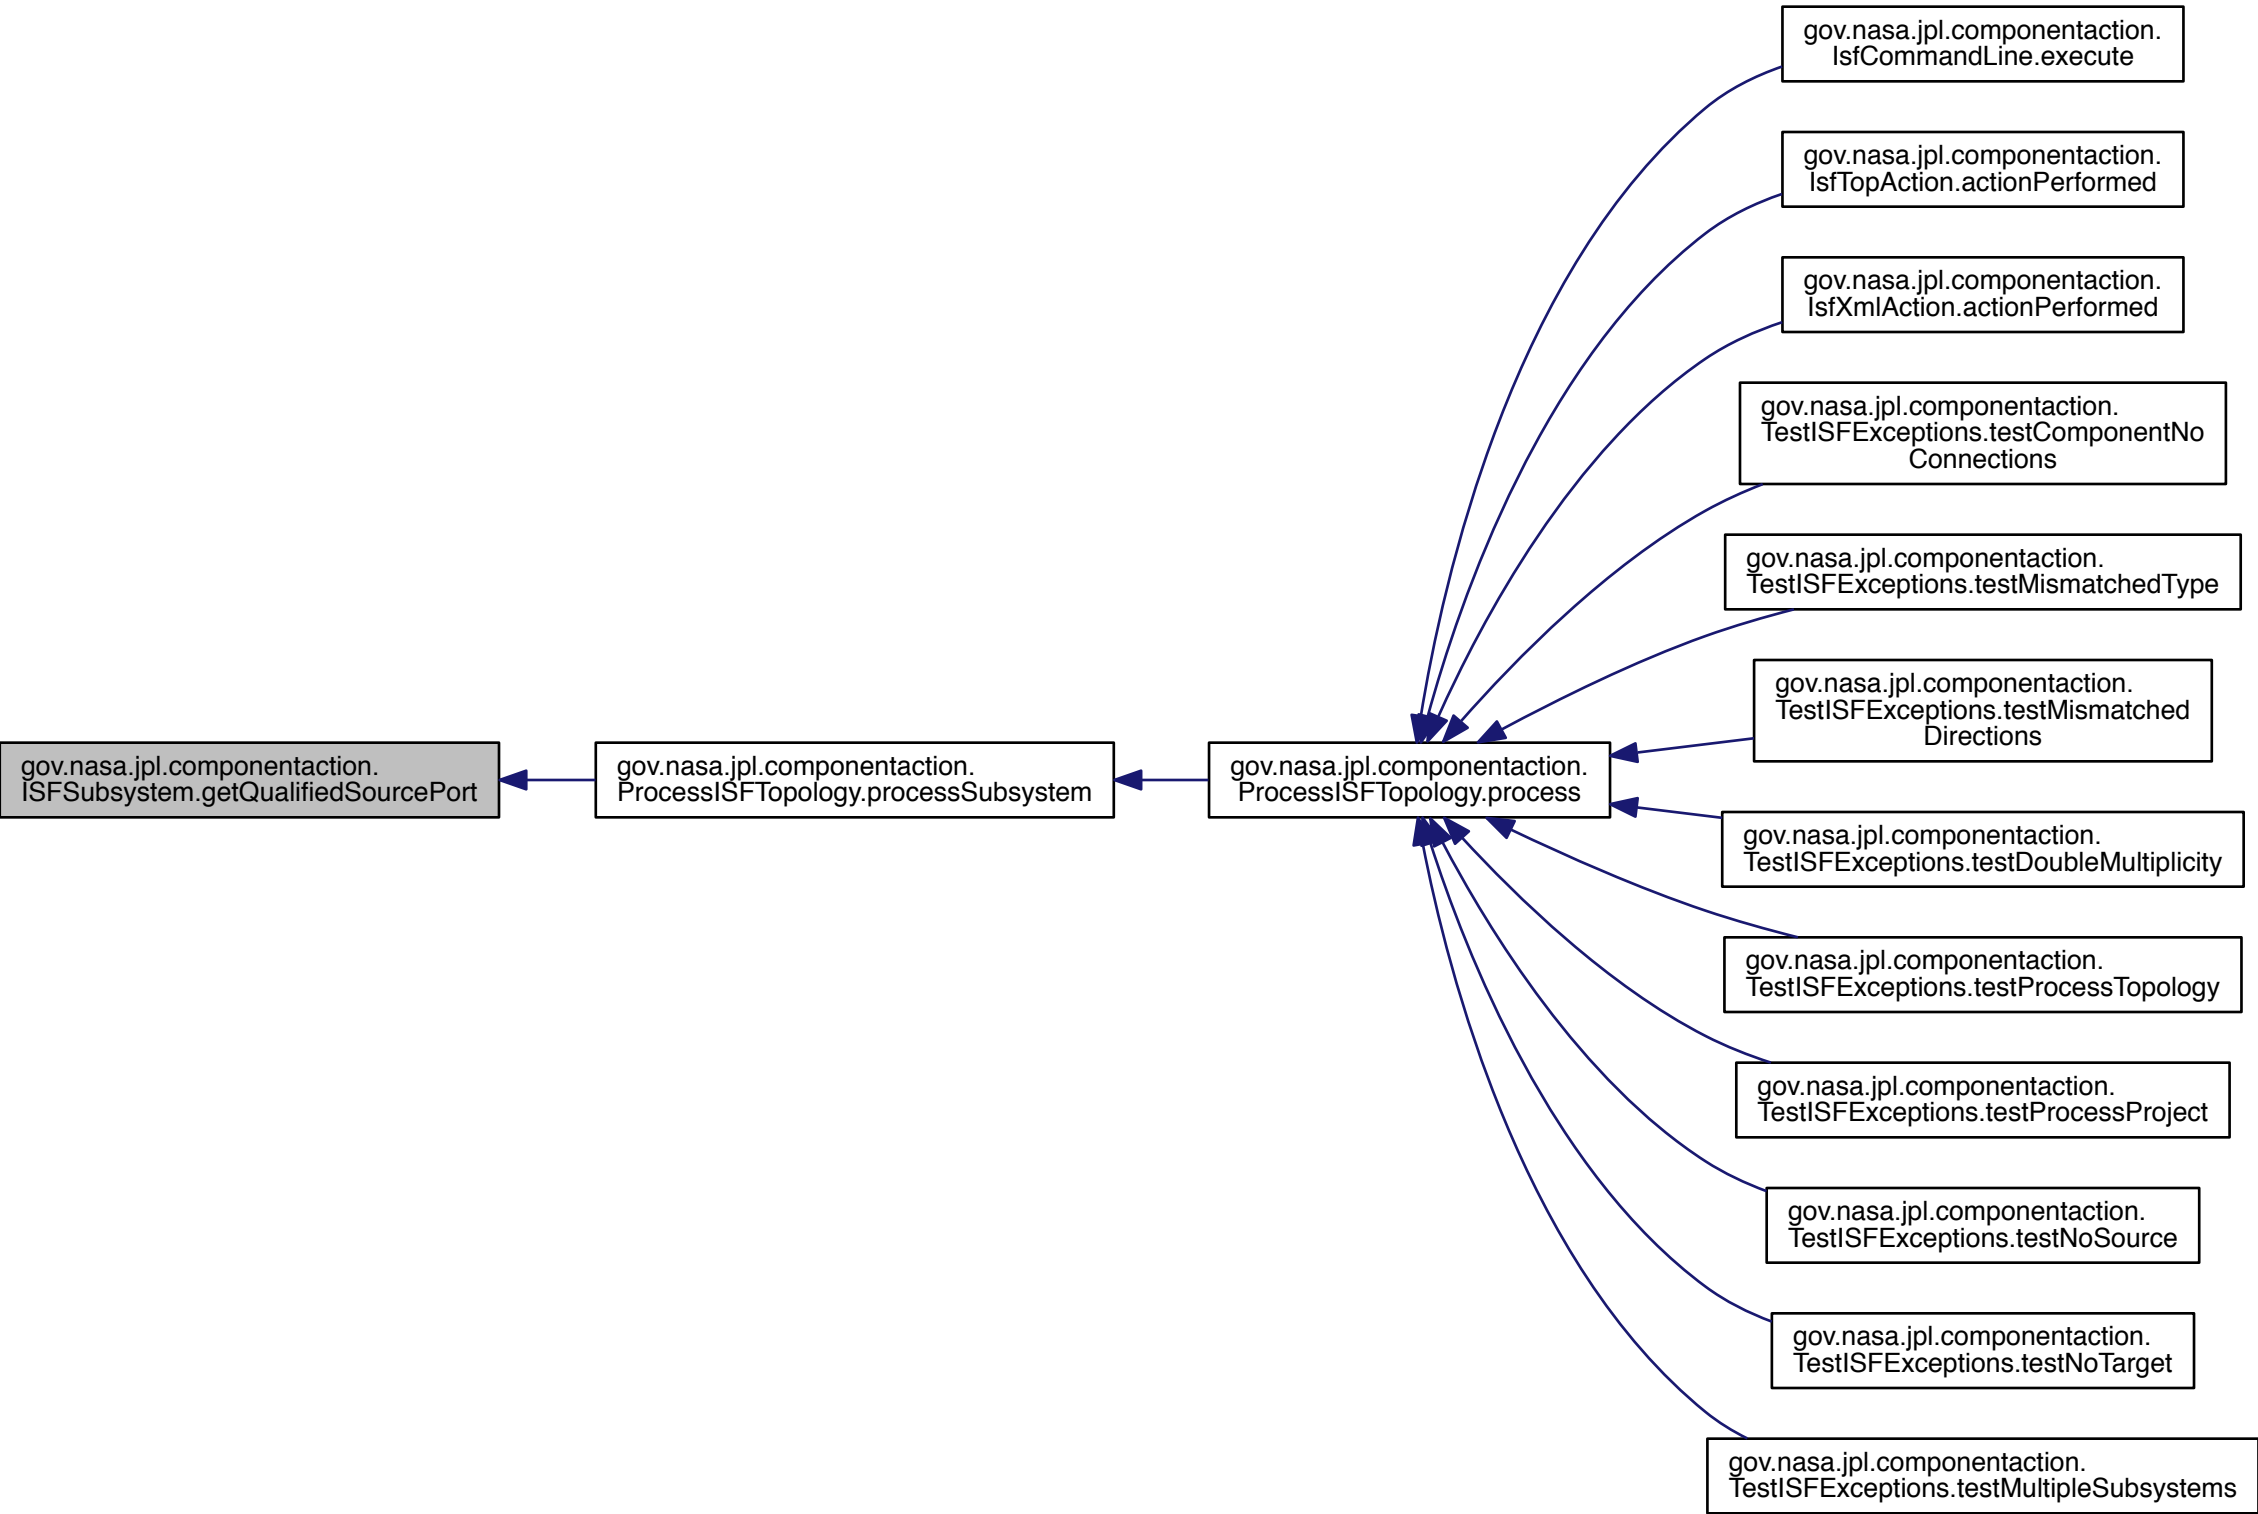 gov.nasa.jpl.componentaction.
IsfCommandLine.execute
gov.nasa.jpl.componentaction.
IsfTopAction.actionPerformed
gov.nasa.jpl.componentaction.
IsfXmlAction.actionPerformed
gov.nasa.jpl.componentaction.
TestISFExceptions.testComponentNo
Connections
gov.nasa.jpl.componentaction.
TestISFExceptions.testMismatchedType
gov.nasa.jpl.componentaction.
TestISFExceptions.testMismatched
Directions
gov.nasa.jpl.componentaction.
ISFSubsystem.getQualifiedSourcePort
gov.nasa.jpl.componentaction.
ProcessISFTopology.processSubsystem
gov.nasa.jpl.componentaction.
ProcessISFTopology.process
gov.nasa.jpl.componentaction.
TestISFExceptions.testDoubleMultiplicity
gov.nasa.jpl.componentaction.
TestISFExceptions.testProcessTopology
gov.nasa.jpl.componentaction.
TestISFExceptions.testProcessProject
gov.nasa.jpl.componentaction.
TestISFExceptions.testNoSource
gov.nasa.jpl.componentaction.
TestISFExceptions.testNoTarget
gov.nasa.jpl.componentaction.
TestISFExceptions.testMultipleSubsystems